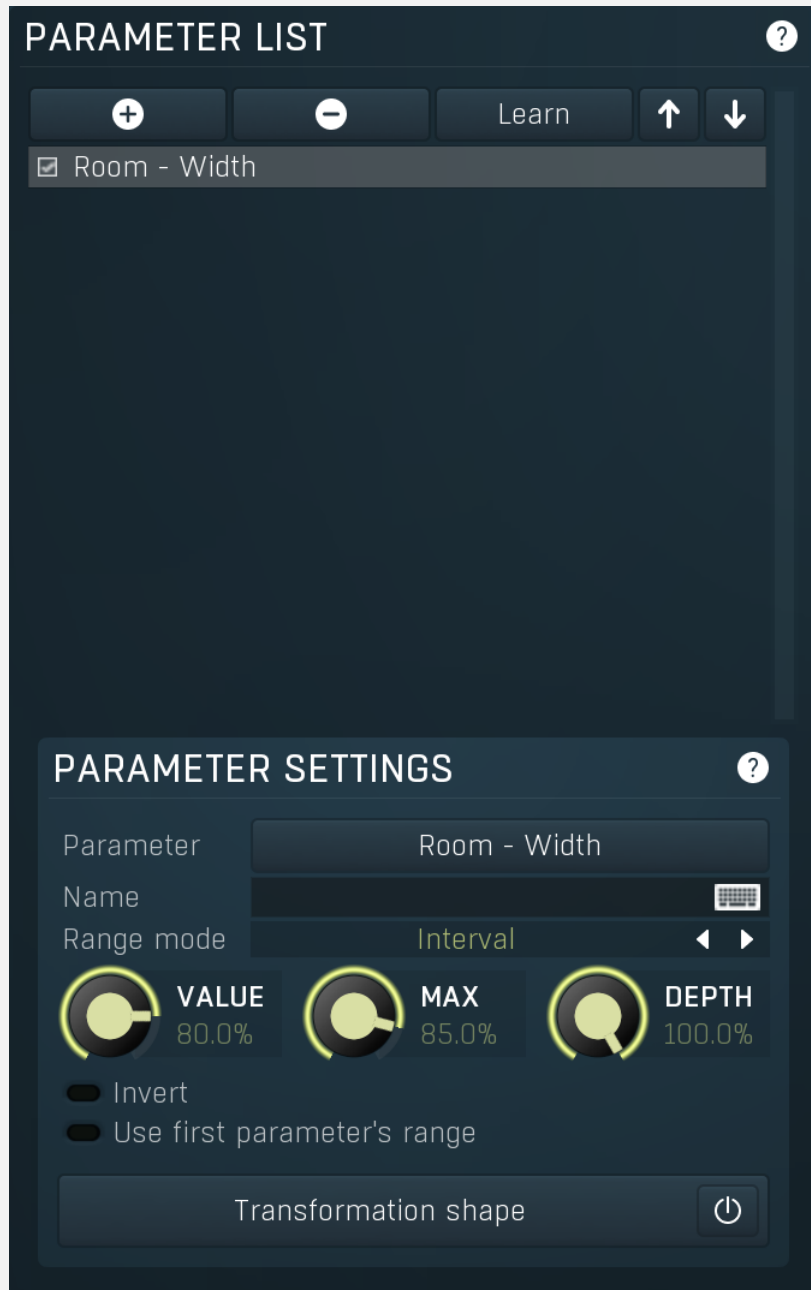 PARAMETER LIST ?
Learn
Room - Width
PARAMETER SETTINGS ?
Parameter Room - Width
Name
Range mode Interval
VALUE MAX DEPTH
80.0% 85.0% 100.0%
Invert
Use first parameter's range
Transformation shape